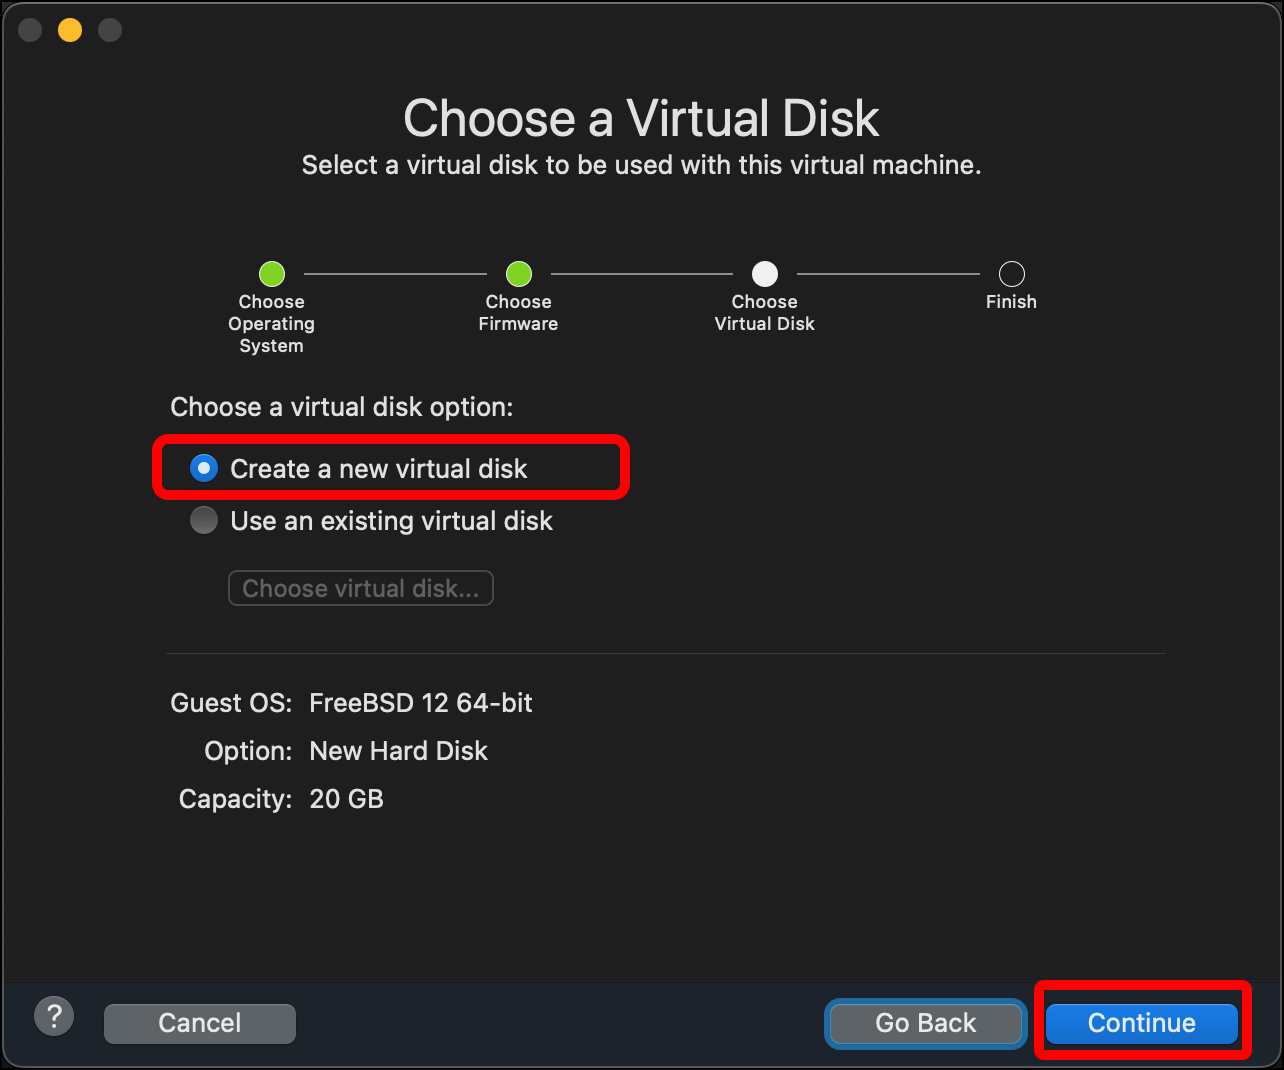 Choose a Virtual Disk
Select a virtual disk to be used with this virtual machine.
Choose
Operating
System
Choose
Firmware
Choose
Virtual Disk
Finish
Choose a virtual disk option:
Create a new virtual disk
Use an existing virtual disk
Choose virtual disk...
Guest OS: FreeBSD 12 64-bit
Option: New Hard Disk
Capacity: 20 GB
? Cancel Go Back Continue